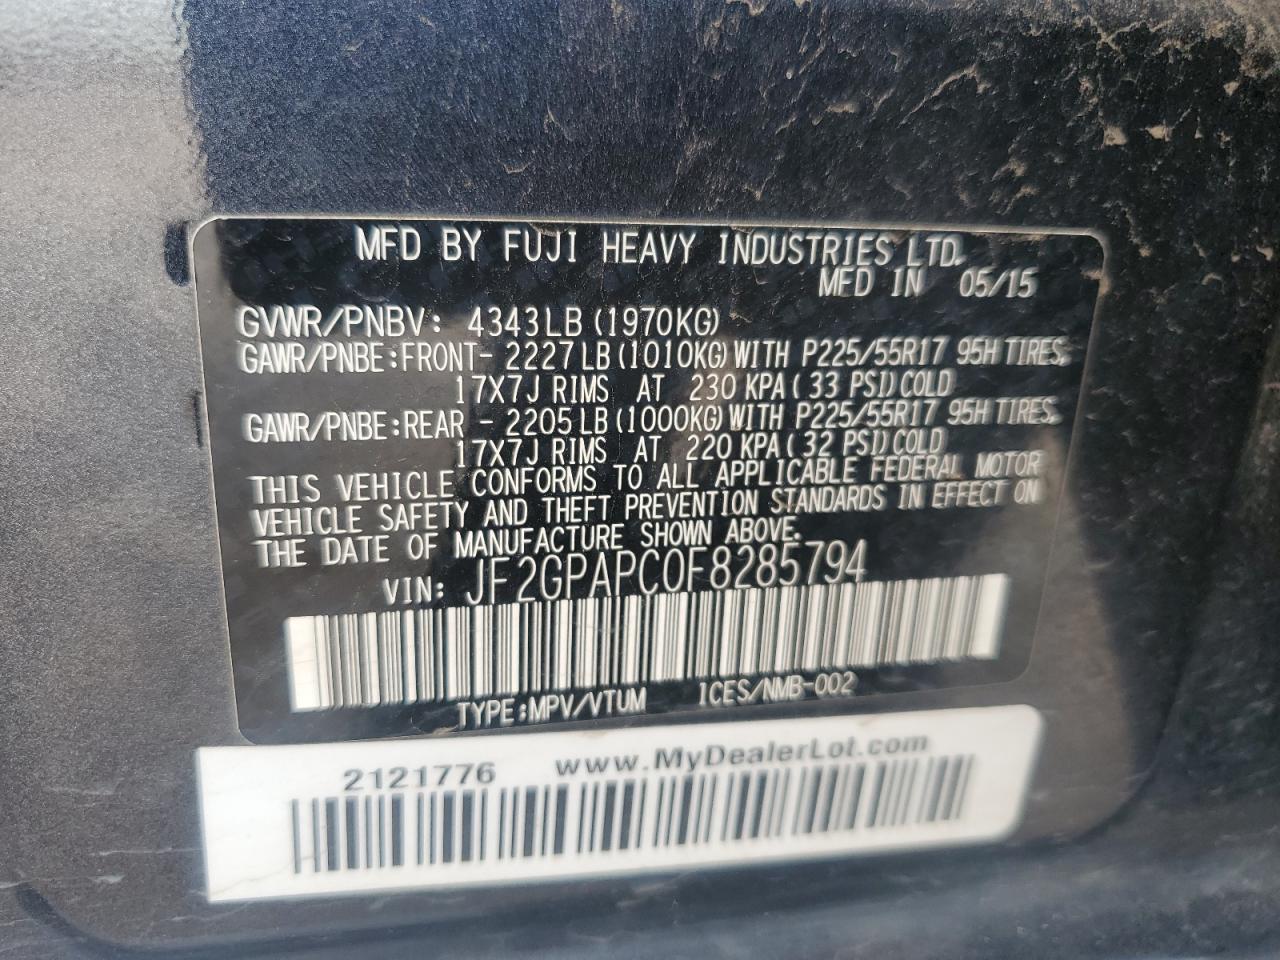 MFD BY FUJI HEAVY INDUSTRIES LTD.
MFD IN 05/15
GVWR/PNBV: 4343LB (1970KG)
GAWR/PNBE:FRONT- 2227LB (1010KG) WITH P225/55R17 95H TIRES,
17X7J RIMS AT 230 KPA ( 33 PSI) COLD
GAWR/PNBE:REAR - 2205LB (1000KG) WITH P225/55R17 95H TIRES,
17X7J RIMS AT 220 KPA ( 32 PSI) COLD
THIS VEHICLE CONFORMS TO ALL APPLICABLE FEDERAL MOTOR
VEHICLE SAFETY AND THEFT PREVENTION STANDARDS IN EFFECT ON
THE DATE OF MANUFACTURE SHOWN ABOVE.
VIN: JF2GPAPC0F8285794
TYPE:MPV/VTUM ICES/NMB-002
2121776 www.MyDealerLot.com